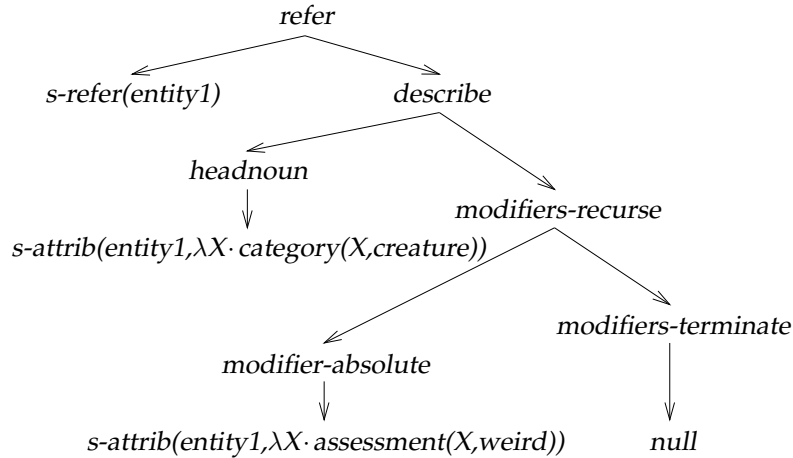 refer
s-refer(entity1)
describe
headnoun
modifiers-recurse
s-attrib(entity1,λX· category(X,creature))
modifiers-terminate
modifier-absolute
s-attrib(entity1,λX· assessment(X,weird))
null